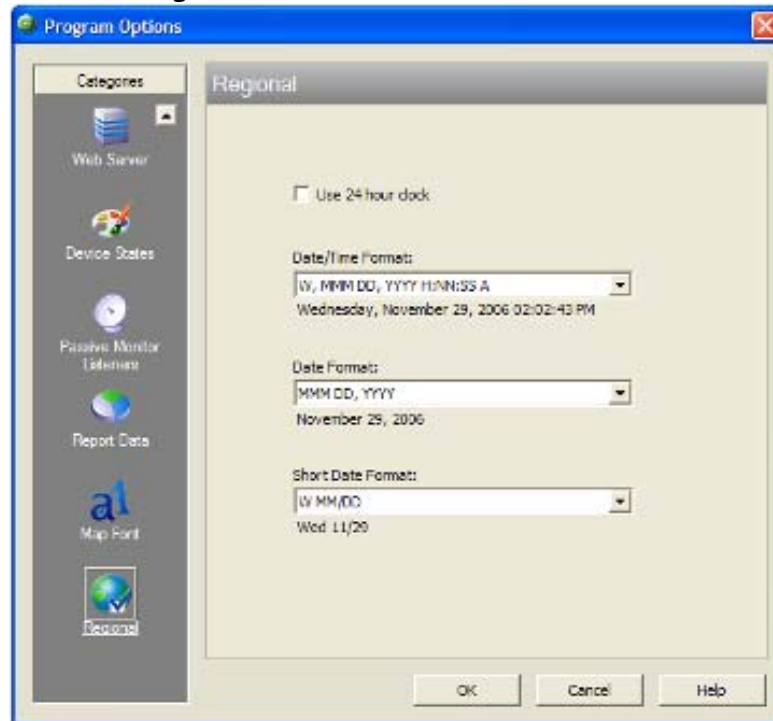 Program Options
Categories
Web Server
Device States
Passive Monitor
Listeners
Report Data
Map Font
Regional
Regional
Use 24 hour clock
Date/Time Format:
W, MMM DD, YYYY H:NN:SS A
Wednesday, November 29, 2006 02:02:43 PM
Date Format:
MMM DD, YYYY
November 29, 2006
Short Date Format:
W MM/DD
Wed 11/29
OK
Cancel
Help